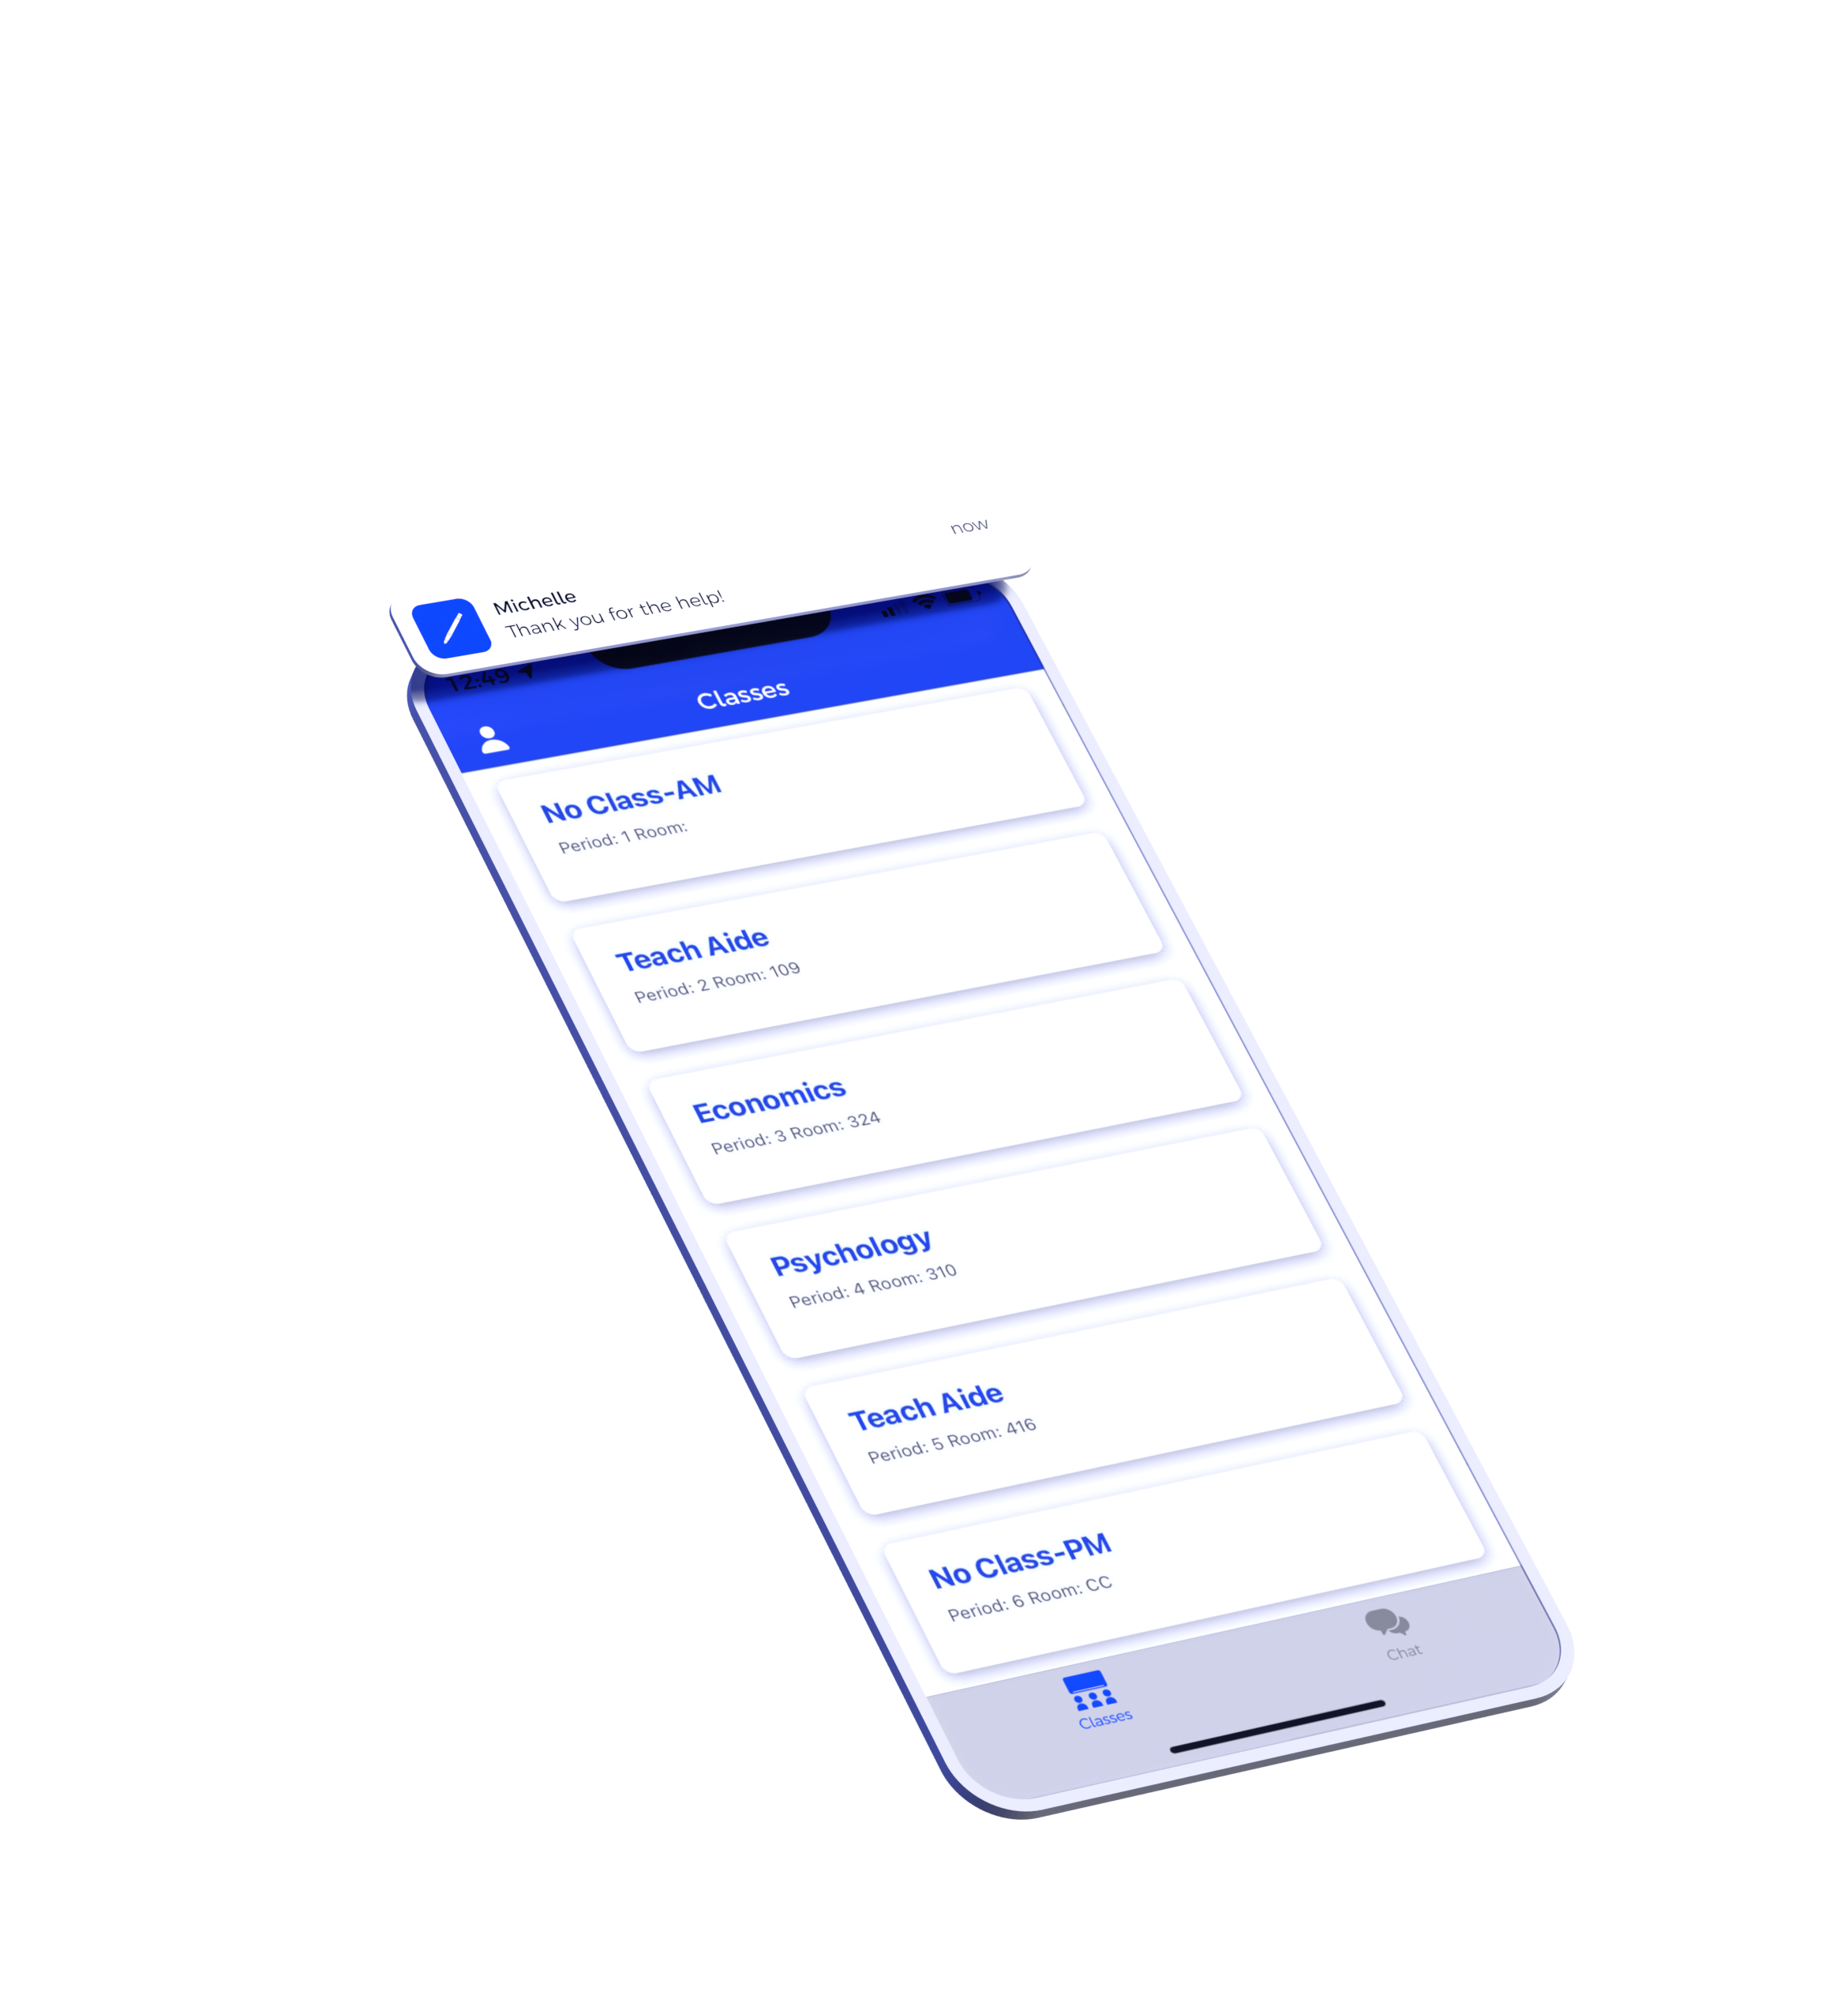 now
Michelle
Thank you for the help!
12:49
Classes
No Class-AM
Period: 1 Room:
Teach Aide
Period: 2 Room: 109
Economics
Period: 3 Room: 324
Psychology
Period: 4 Room: 310
Teach Aide
Period: 5 Room: 416
No Class-PM
Period: 6 Room: CC
Classes
Chat